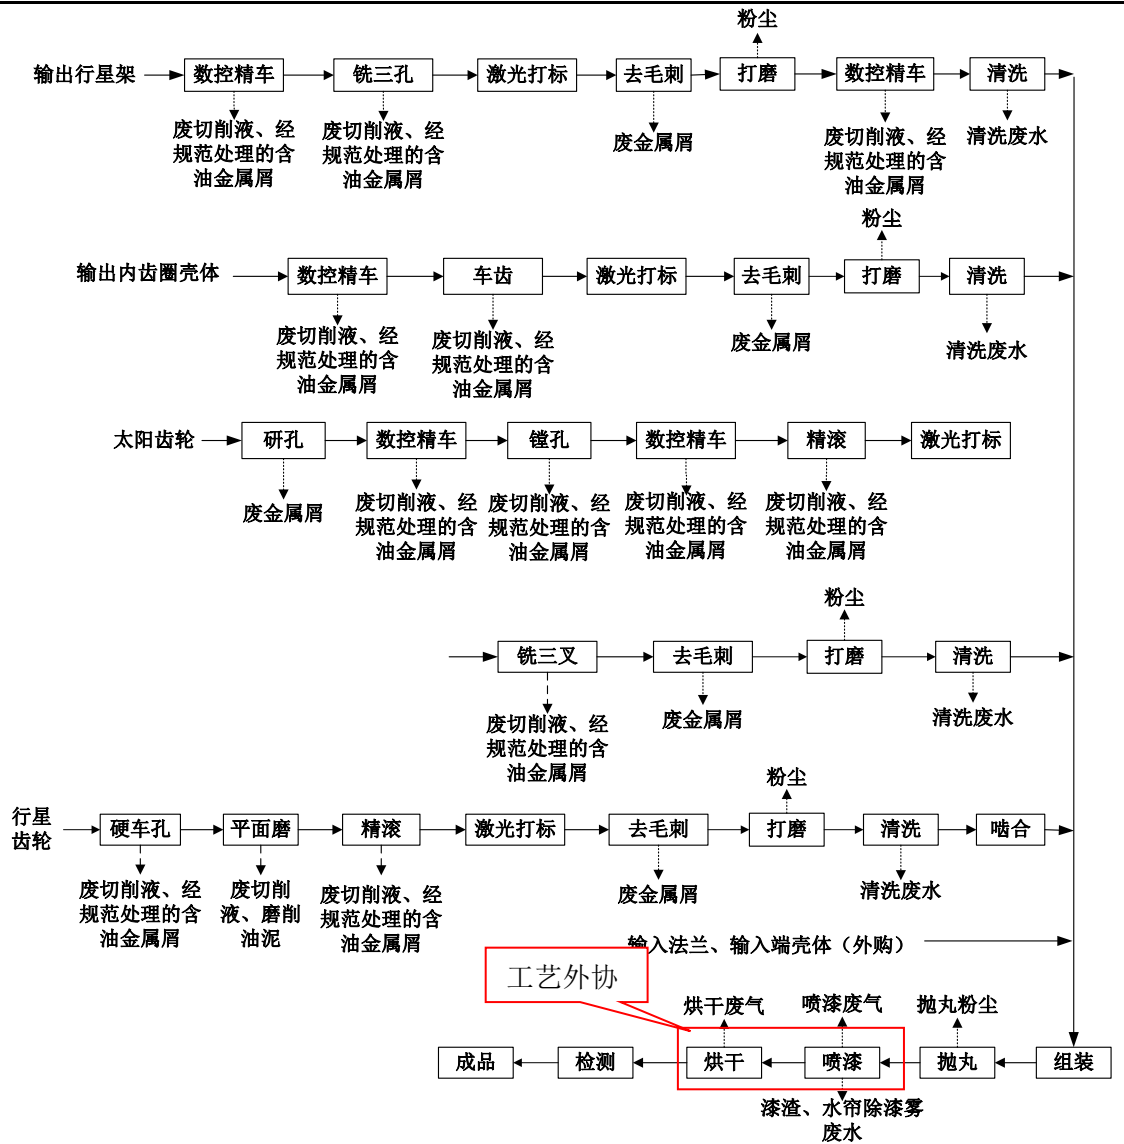 粉尘
输出行星架
数控精车
铣三孔
激光打标
去毛刺
打磨
数控精车
清洗
废切削液、经
规范处理的含
油金属屑
废切削液、经
规范处理的含
油金属屑
废金属屑
废切削液、经
规范处理的含
油金属屑
清洗废水
粉尘
输出内齿圈壳体
数控精车
车齿
激光打标
去毛刺
打磨
清洗
废切削液、经
规范处理的含
油金属屑
废切削液、经
规范处理的含
油金属屑
废金属屑
清洗废水
太阳齿轮
研孔
数控精车
镗孔
数控精车
精滚
激光打标
废金属屑
废切削液、经
规范处理的含
油金属屑
废切削液、经
规范处理的含
油金属屑
废切削液、经
规范处理的含
油金属屑
废切削液、经
规范处理的含
油金属屑
粉尘
铣三叉
去毛刺
打磨
清洗
废切削液、经
规范处理的含
油金属屑
废金属屑
清洗废水
粉尘
行星
齿轮
硬车孔
平面磨
精滚
激光打标
去毛刺
打磨
清洗
啮合
废切削液、经
规范处理的含
油金属屑
废切削
液、磨削
油泥
废切削液、经
规范处理的含
油金属屑
废金属屑
清洗废水
输入法兰、输入端壳体（外购）
工艺外协
烘干废气
喷漆废气
抛丸粉尘
成品
检测
烘干
喷漆
抛丸
组装
漆渣、水帘除漆雾
废水